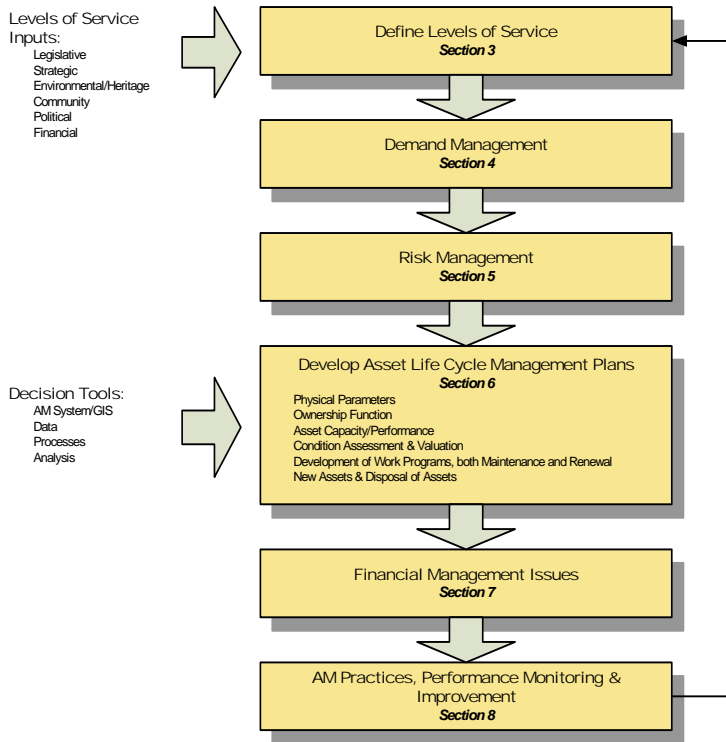 Levels of Service
Inputs:
Legislative
Strategic
Environmental/Heritage
Community
Political
Financial
Define Levels of Service
Section 3
Demand Management
Section 4
Risk Management
Section 5
Decision Tools:
AM System/GIS
Data
Processes
Analysis
Develop Asset Life Cycle Management Plans
Section 6
Physical Parameters
Ownership Function
Asset Capacity/Performance
Condition Assessment & Valuation
Development of Work Programs, both Maintenance and Renewal
New Assets & Disposal of Assets
Financial Management Issues
Section 7
AM Practices, Performance Monitoring &
Improvement
Section 8